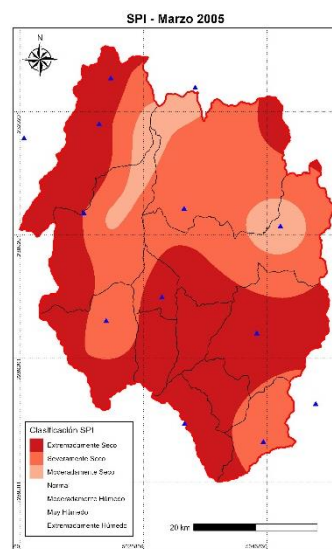 SPI - Marzo 2005
N
Clasificación SPI
Extremadamente Seco
Severamente Seco
Moderadamente Seco
Normal
Moderadamente Húmedo
Muy Húmedo
Extremadamente Húmedo
20 km